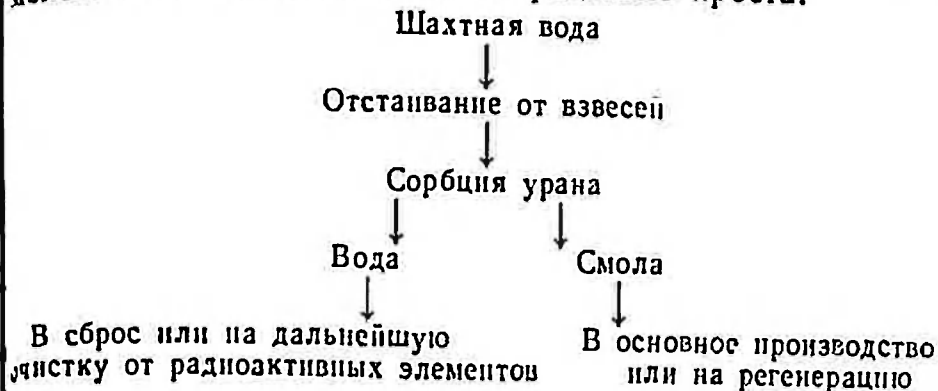 Шахтная вода
Отстаивание от взвесей
Сорбция урана
Вода Смола
В сброс или на дальнейшую
очистку от радиоактивных элементов
В основное производство
или на регенерацию